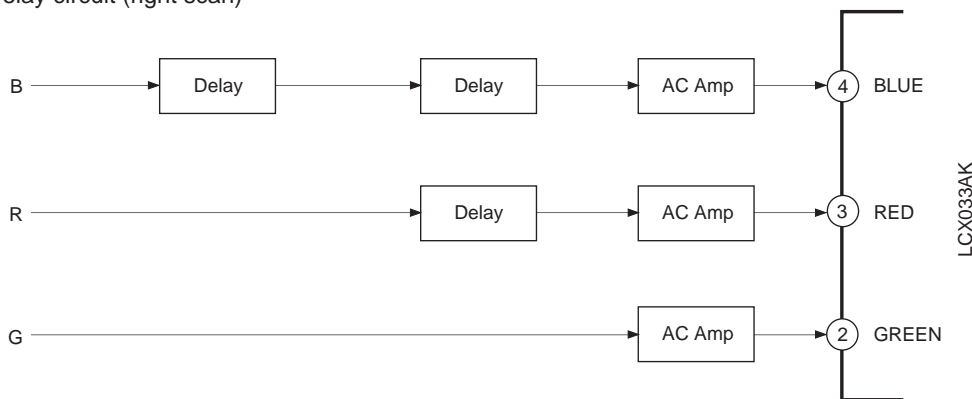 circuit (right scan)
B Delay Delay AC Amp 4 BLUE
R Delay AC Amp 3 RED
G AC Amp 2 GREEN
LCX033AK